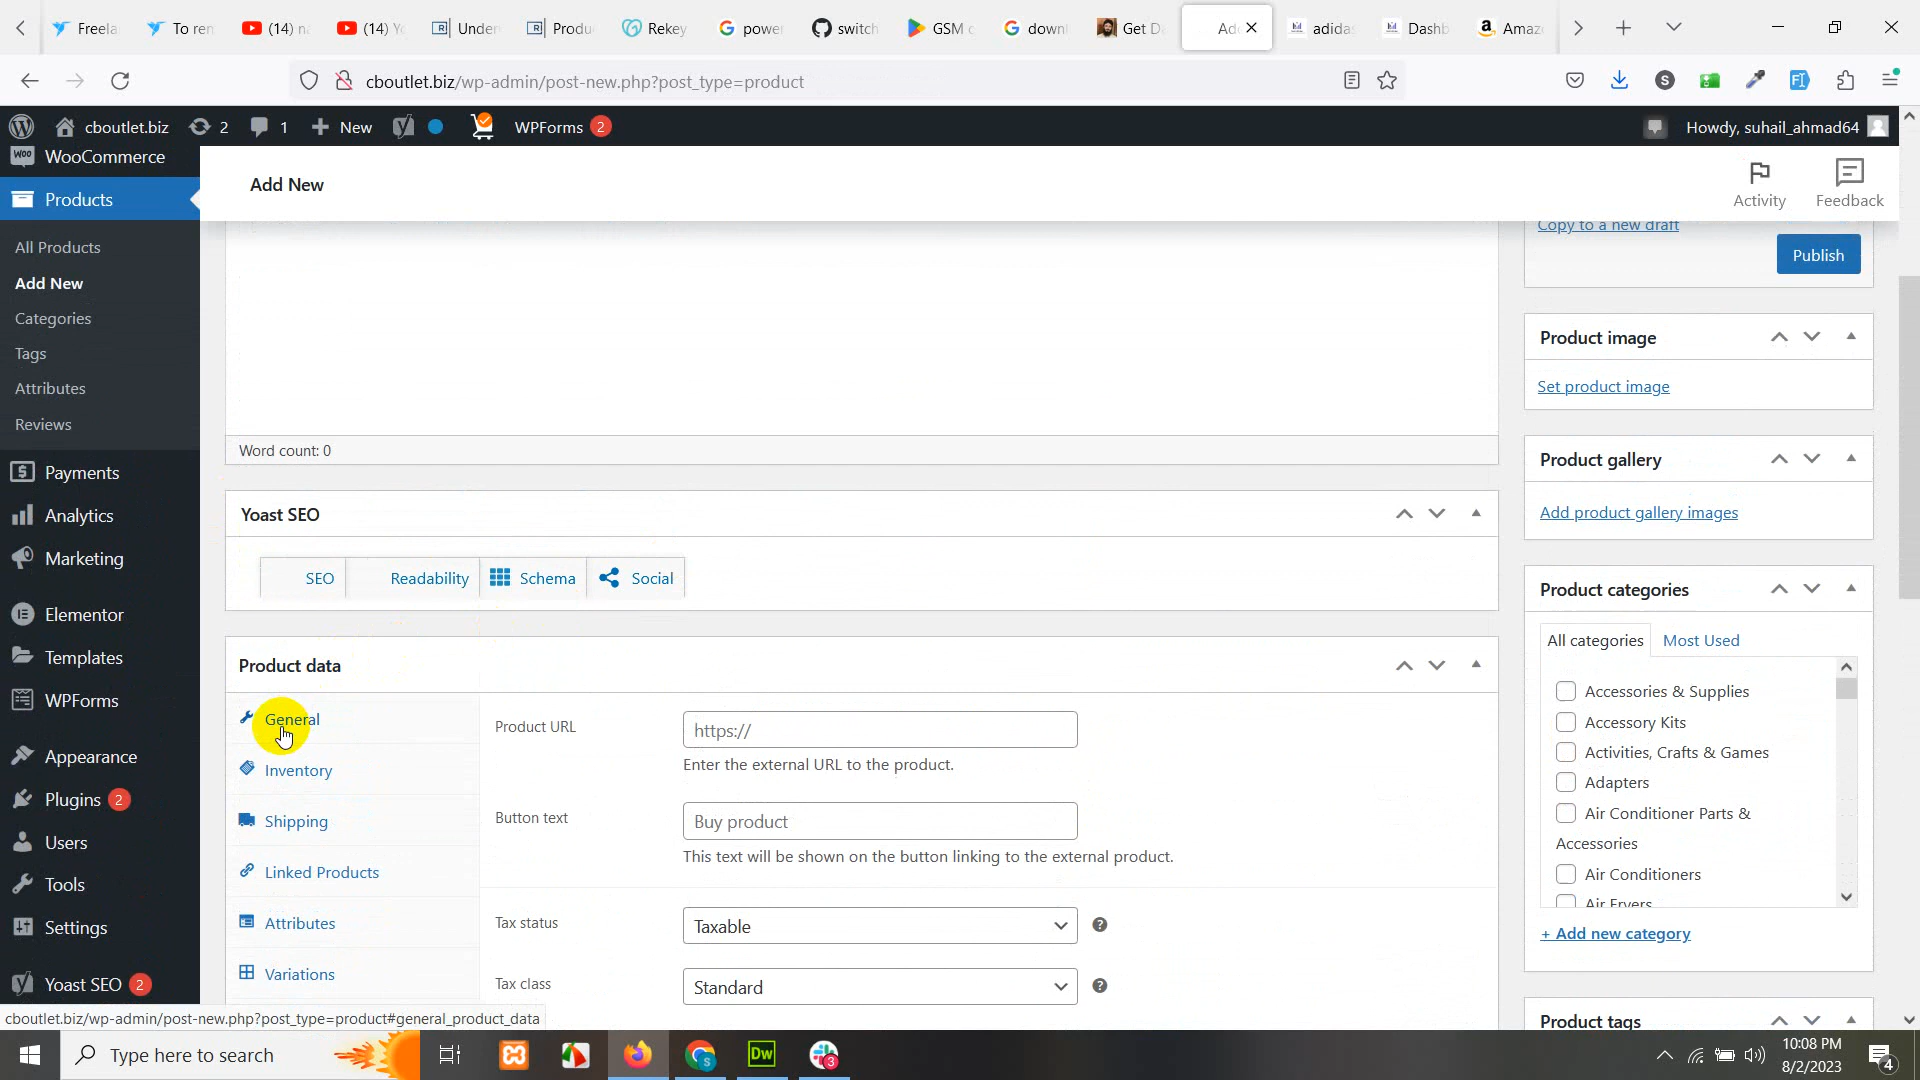 Freela
To ren
(14) n
(14) Y
Under
Produ
Rekey
powe
switch
GSM c
down
Get D
Add
adidas
Dashb
Amaz
cboutlet.biz/wp-admin/post-new.php?post_type=product
cboutlet.biz
2
1
New
WPForms 2
Howdy, suhail_ahmad64
WooCommerce
Products
All Products
Add New
Categories
Tags
Attributes
Reviews
Payments
Analytics
Marketing
Elementor
Templates
WPForms
Appearance
Plugins 2
Users
Tools
Settings
Yoast SEO 2
Add New
Activity
Feedback
Word count: 0
Yoast SEO
SEO
Readability
Schema
Social
Product data
General
Inventory
Shipping
Linked Products
Attributes
Variations
Product URL
https://
Enter the external URL to the product.
Button text
Buy product
This text will be shown on the button linking to the external product.
Tax status
Taxable
Tax class
Standard
Copy to a new draft
Publish
Product image
Set product image
Product gallery
Add product gallery images
Product categories
All categories
Most Used
Accessories & Supplies
Accessory Kits
Activities, Crafts & Games
Adapters
Air Conditioner Parts &
Accessories
Air Conditioners
Air Fryers
+ Add new category
Product tags
cboutlet.biz/wp-admin/post-new.php?post_type=product#general_product_data
Type here to search
Dw
3
10:08 PM
8/2/2023
4